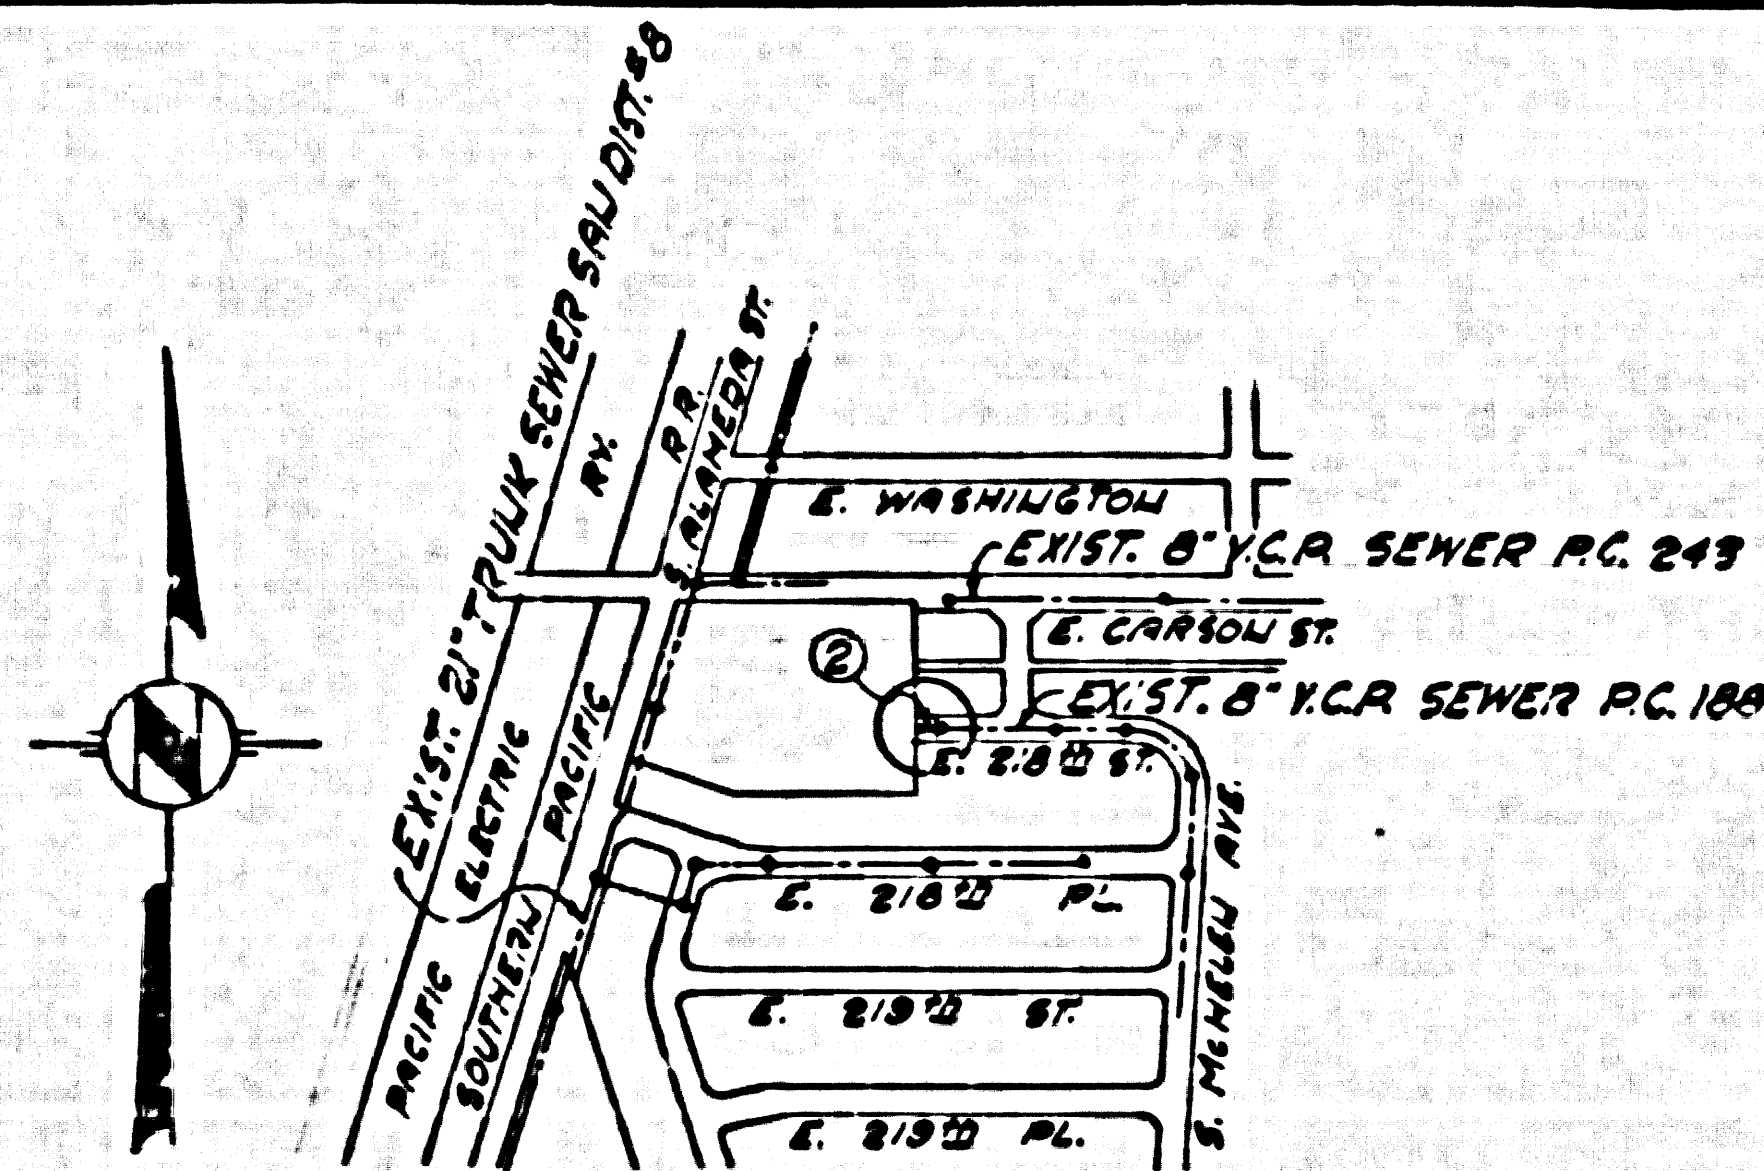 EXIST. 21" TRUNK SEWER SAN DIST. #8
RY.
R.R.
S. ALAMEDA ST.
E. WASHINGTON
EXIST. 8" V.C.P. SEWER P.C. 243
E. CARSON ST.
2
EXIST. 8" V.C.P. SEWER P.C. 188
E. 218TH ST.
N
PACIFIC ELECTRIC
SOUTHERN PACIFIC
E. 218TH PL.
E. 219TH ST.
E. 219TH PL.
S. McHELEN AVE.